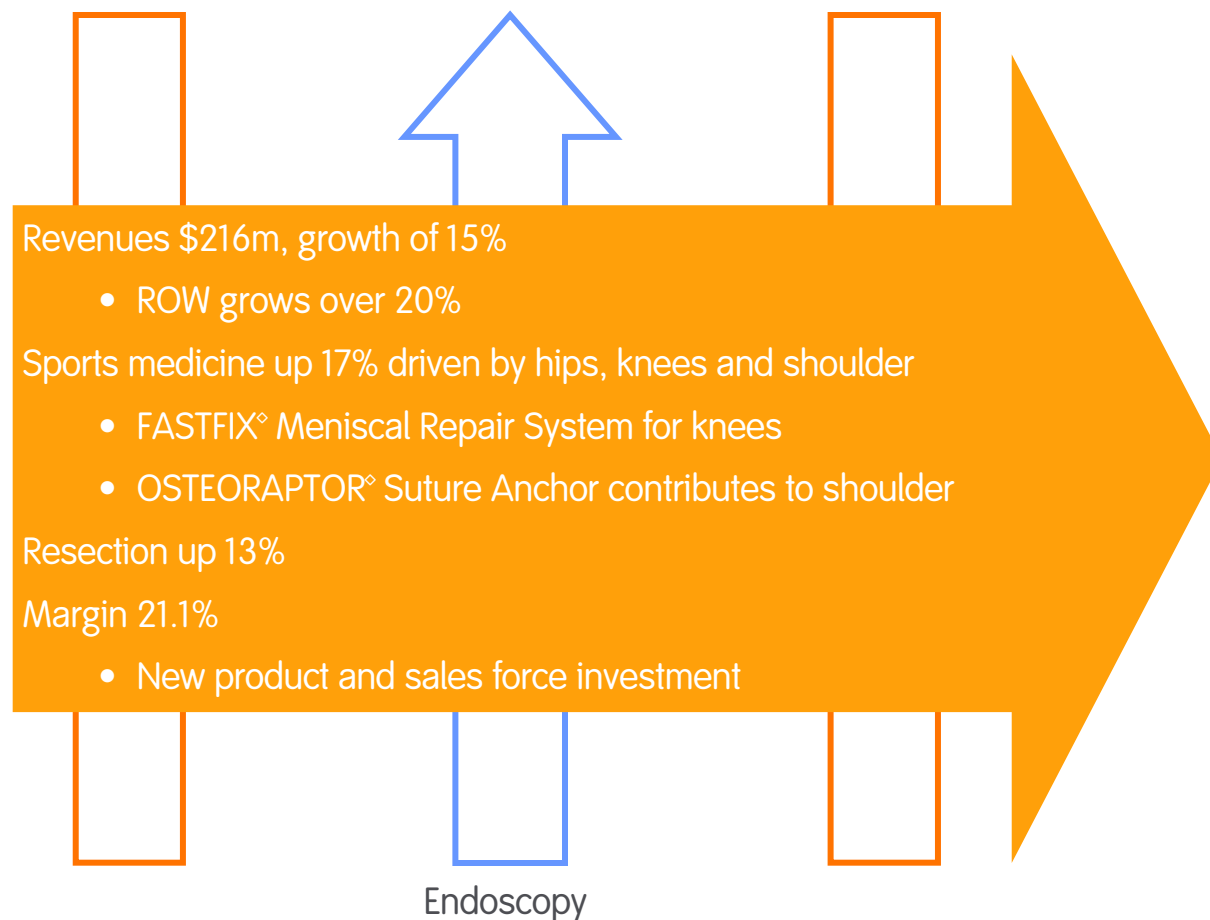 Revenues $216m, growth of 15%
• ROW grows over 20%
Sports medicine up 17% driven by hips, knees and shoulder
• FASTFIX◊ Meniscal Repair System for knees
• OSTEORAPTOR◊ Suture Anchor contributes to shoulder
Resection up 13%
Margin 21.1%
• New product and sales force investment
Endoscopy